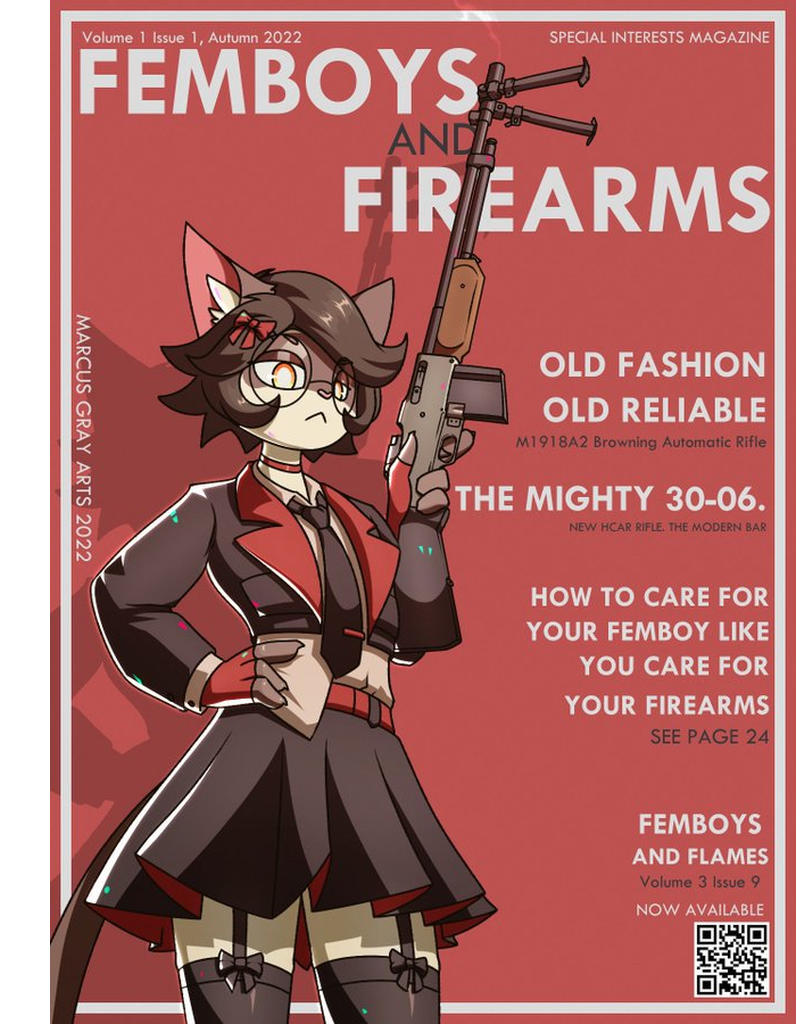 Volume 1 Issue 1, Autumn 2022
SPECIAL INTERESTS MAGAZINE
FEMBOYS
AND
FIREARMS
MARCUS GRAY ARTS 2022
OLD FASHION
OLD RELIABLE
M1918A2 Browning Automatic Rifle
THE MIGHTY 30-06.
NEW HCAR RIFLE. THE MODERN BAR
HOW TO CARE FOR
YOUR FEMBOY LIKE
YOU CARE FOR
YOUR FIREARMS
SEE PAGE 24
FEMBOYS
AND FLAMES
Volume 3 Issue 9
NOW AVAILABLE